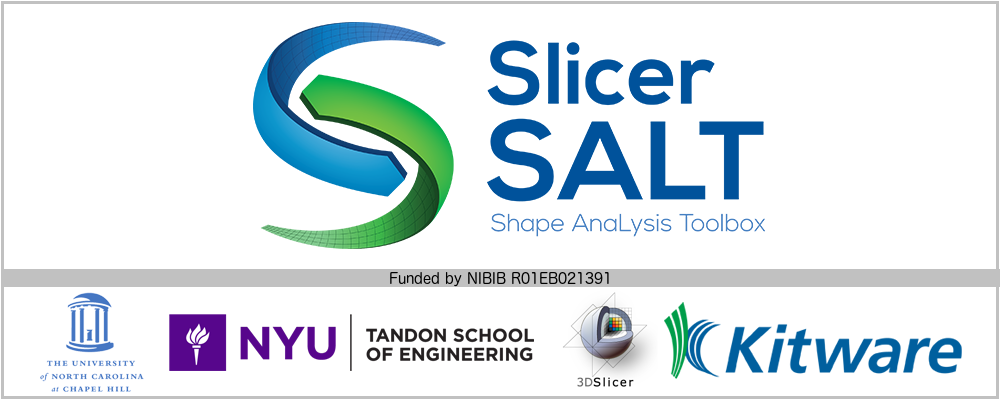 Slicer
SALT
Shape AnaLysis Toolbox
Funded by NIBIB R01EB021391
THE UNIVERSITY
of NORTH CAROLINA
at CHAPEL HILL
NYU
TANDON SCHOOL
OF ENGINEERING
3DSlicer
Kitware